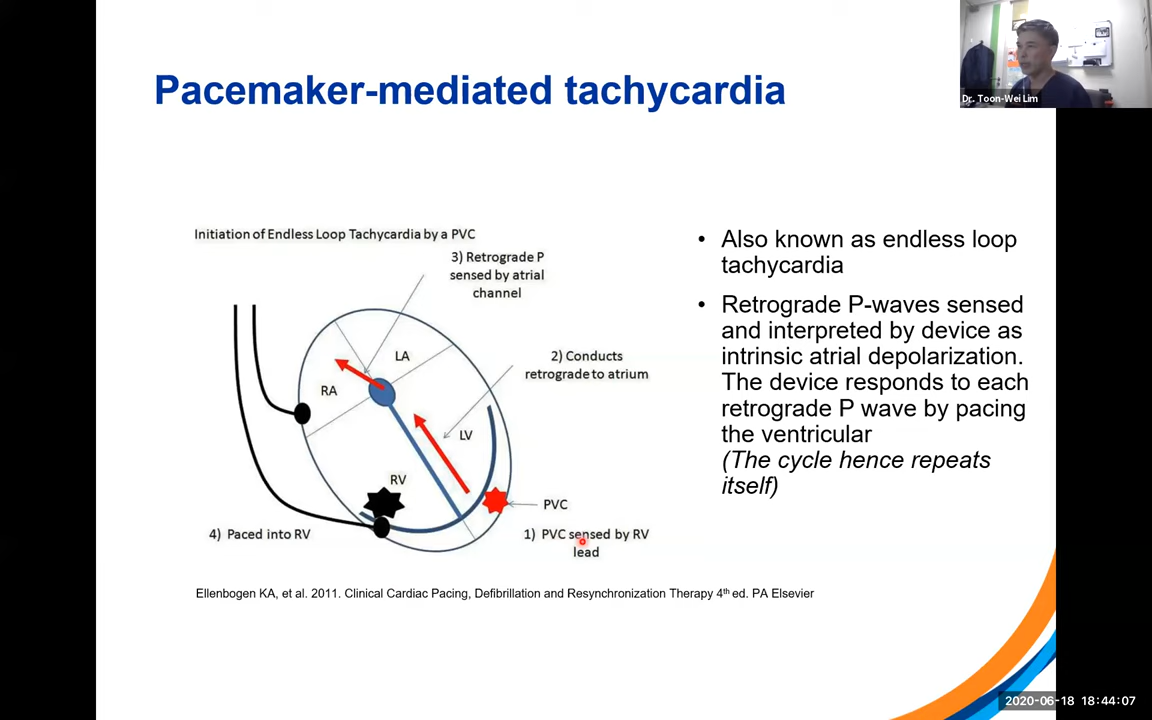 Pacemaker-mediated tachycardia
Dr. Toon-Wei Lim
Initiation of Endless Loop Tachycardia by a PVC
3) Retrograde P
sensed by atrial
channel
LA
RA
2) Conducts
retrograde to atrium
LV
RV
PVC
4) Paced into RV
1) PVC sensed by RV
lead
• Also known as endless loop
tachycardia
• Retrograde P-waves sensed
and interpreted by device as
intrinsic atrial depolarization.
The device responds to each
retrograde P wave by pacing
the ventricular
(The cycle hence repeats
itself)
Ellenbogen KA, et al. 2011. Clinical Cardiac Pacing, Defibrillation and Resynchronization Therapy 4th ed. PA Elsevier
2020-06-18 18:44:07